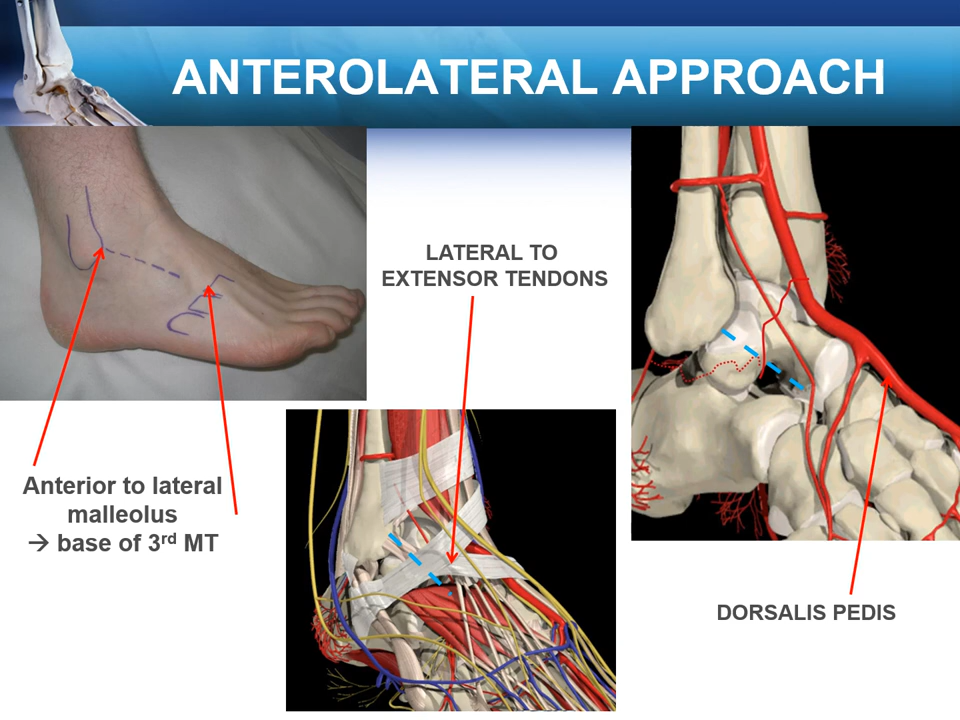 ANTEROLATERAL APPROACH
LATERAL TO
EXTENSOR TENDONS
Anterior to lateral
malleolus
→ base of 3rd MT
DORSALIS PEDIS